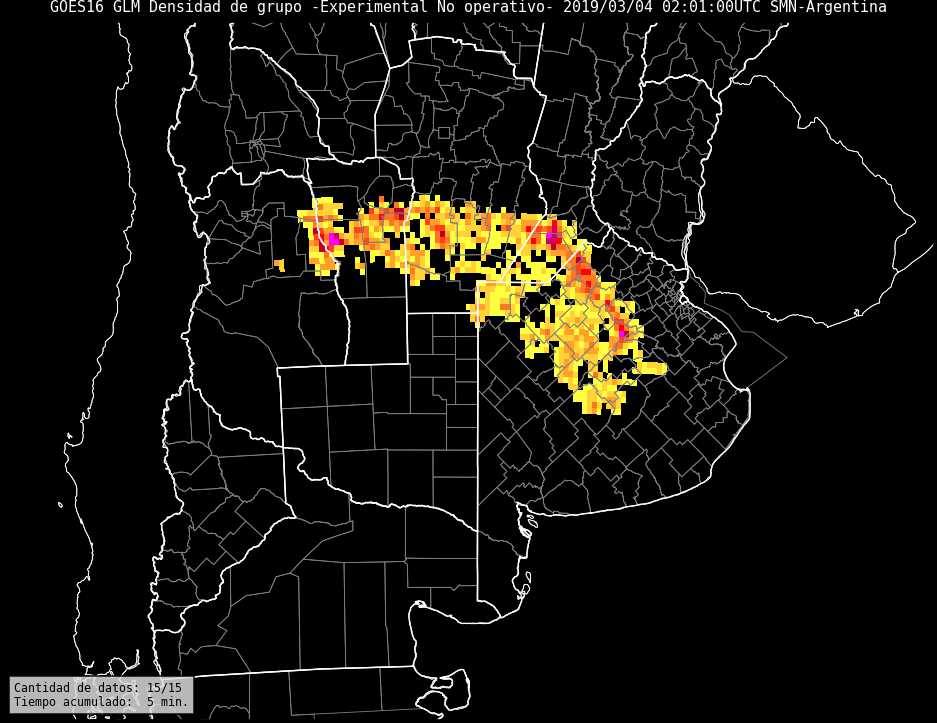 GOES16 GLM Densidad de grupo -Experimental No operativo- 2019/03/04 02:01:00UTC SMN-Argentina
Cantidad de datos: 15/15
Tiempo acumulado:  5 min.